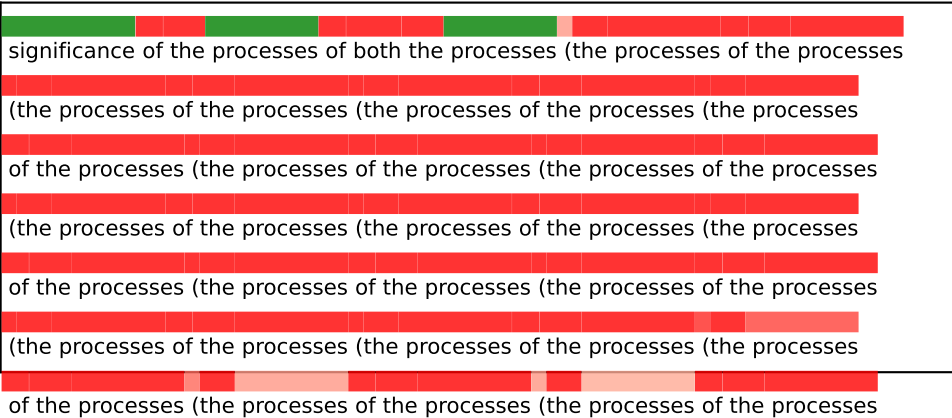 significance of the processes of both the processes (the processes of the processes
(the processes of the processes (the processes of the processes (the processes
of the processes (the processes of the processes (the processes of the processes
(the processes of the processes (the processes of the processes (the processes
of the processes (the processes of the processes (the processes of the processes
(the processes of the processes (the processes of the processes (the processes
of the processes (the processes of the processes (the processes of the processes